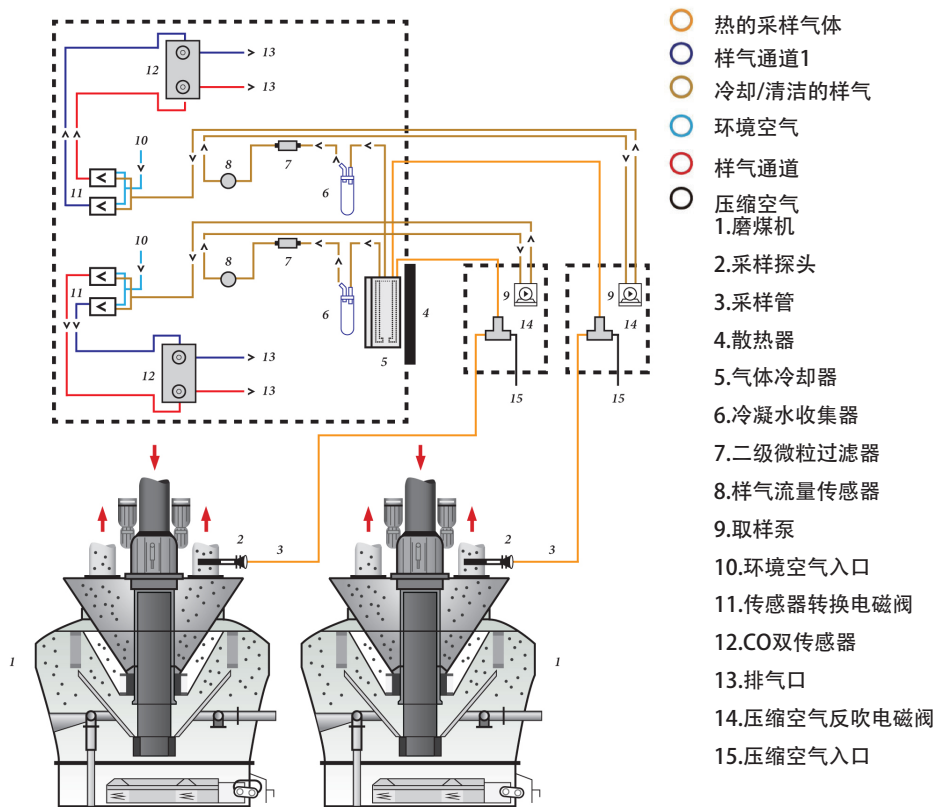 热的采样气体
样气通道1
冷却/清洁的样气
环境空气
样气通道
压缩空气
1.磨煤机
2.采样探头
3.采样管
4.散热器
5.气体冷却器
6.冷凝水收集器
7.二级微粒过滤器
8.样气流量传感器
9.取样泵
10.环境空气入口
11.传感器转换电磁阀
12.CO双传感器
13.排气口
14.压缩空气反吹电磁阀
15.压缩空气入口
13
12
13
10
8
7
6
11
10
8
7
6
11
4
5
9
14
15
9
14
15
13
12
13
2
3
1
2
3
1